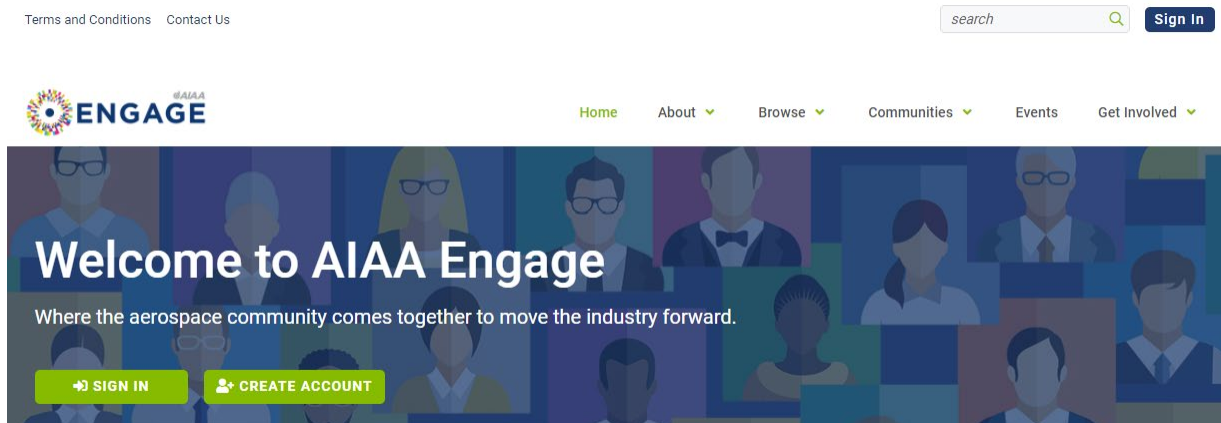 Terms and Conditions Contact Us
search
Sign In
AIAA
ENGAGE
Home About Browse Communities Events Get Involved
Welcome to AIAA Engage
Where the aerospace community comes together to move the industry forward.
SIGN IN CREATE ACCOUNT